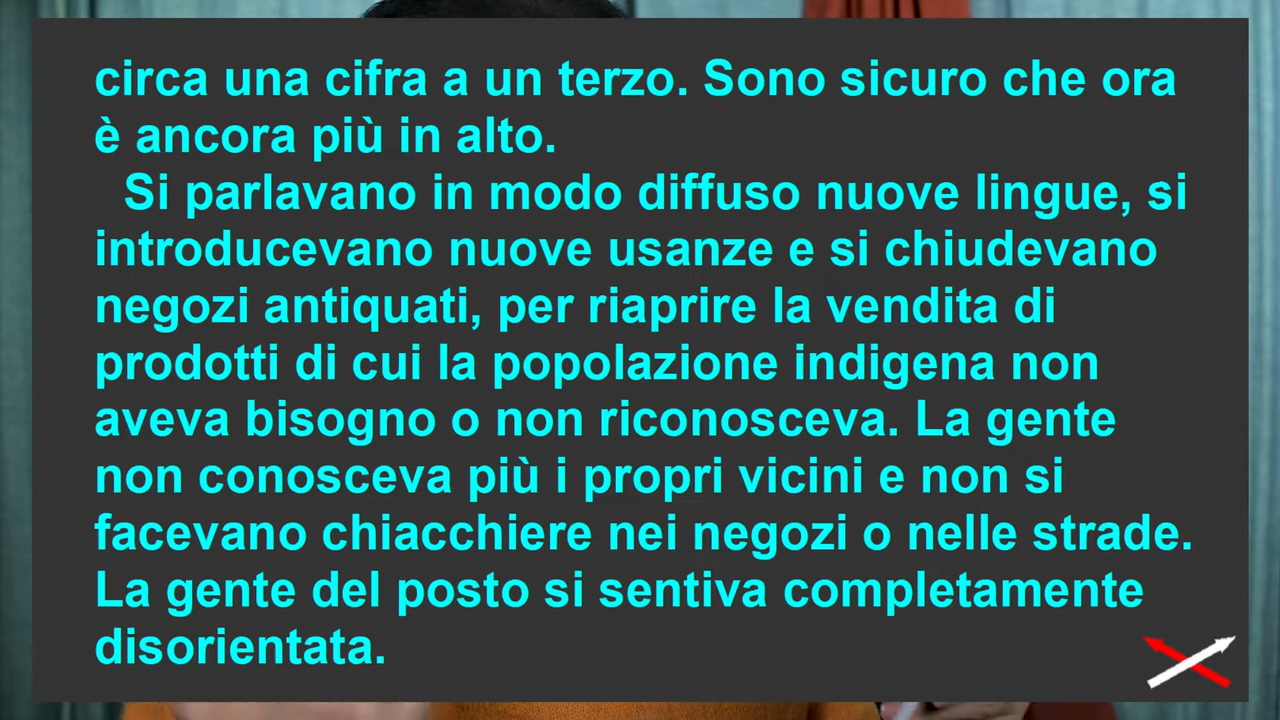 circa una cifra a un terzo. Sono sicuro che ora
è ancora più in alto.
Si parlavano in modo diffuso nuove lingue, si
introducevano nuove usanze e si chiudevano
negozi antiquati, per riaprire la vendita di
prodotti di cui la popolazione indigena non
aveva bisogno o non riconosceva. La gente
non conosceva più i propri vicini e non si
facevano chiacchiere nei negozi o nelle strade.
La gente del posto si sentiva completamente
disorientata.